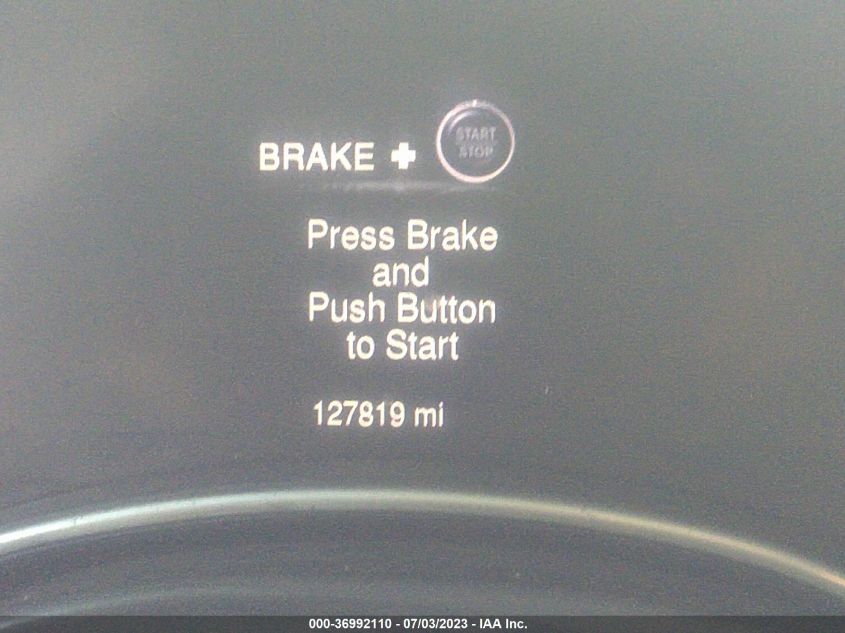 BRAKE + START STOP
Press Brake
and
Push Button
to Start
127819 mi
000-36992110 - 07/03/2023 - IAA Inc.